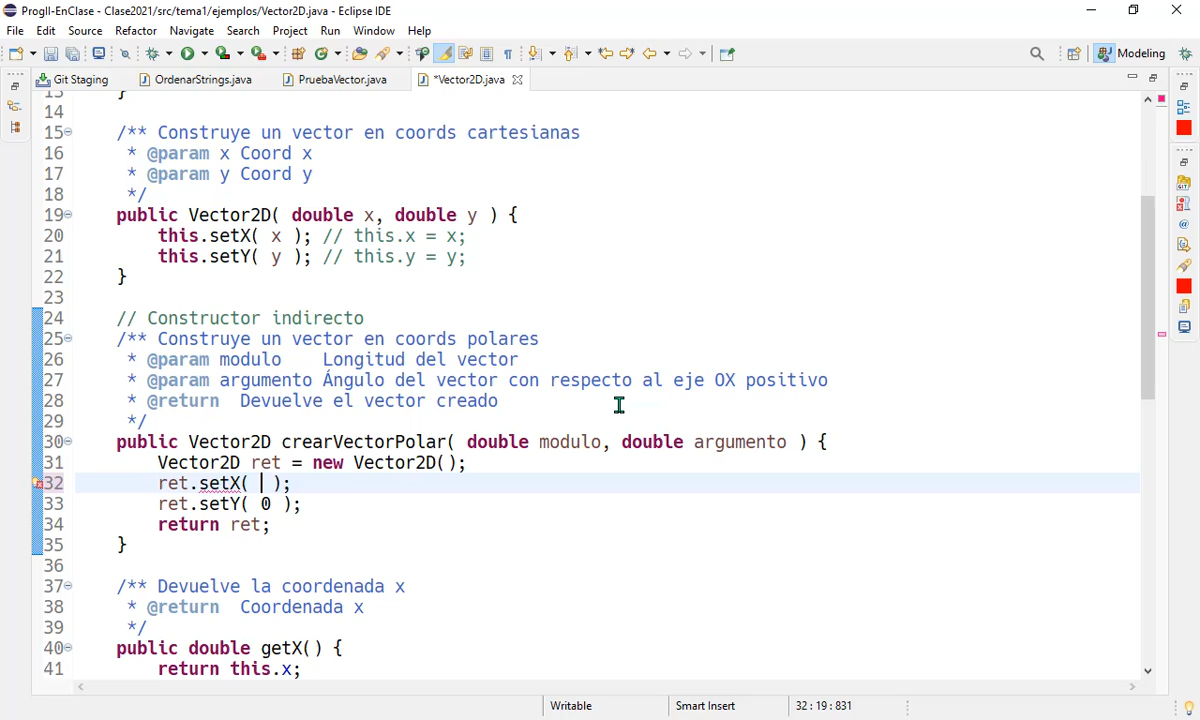 ProgII-EnClase - Clase2021/src/tema1/ejemplos/Vector2D.java - Eclipse IDE
File Edit Source Refactor Navigate Search Project Run Window Help
Modeling
Git Staging OrdenarStrings.java PruebaVector.java *Vector2D.java
13 }
14
15 /** Construye un vector en coords cartesianas
16 * @param x Coord x
17 * @param y Coord y
18 */
19 public Vector2D( double x, double y ) {
20 this.setX( x ); // this.x = x;
21 this.setY( y ); // this.y = y;
22 }
23
24 // Constructor indirecto
25 /** Construye un vector en coords polares
26 * @param modulo Longitud del vector
27 * @param argumento Ángulo del vector con respecto al eje OX positivo
28 * @return Devuelve el vector creado
29 */
30 public Vector2D crearVectorPolar( double modulo, double argumento ) {
31 Vector2D ret = new Vector2D();
32 ret.setX( );
33 ret.setY( 0 );
34 return ret;
35 }
36
37 /** Devuelve la coordenada x
38 * @return Coordenada x
39 */
40 public double getX() {
41 return this.x;
Writable Smart Insert 32 : 19 : 831